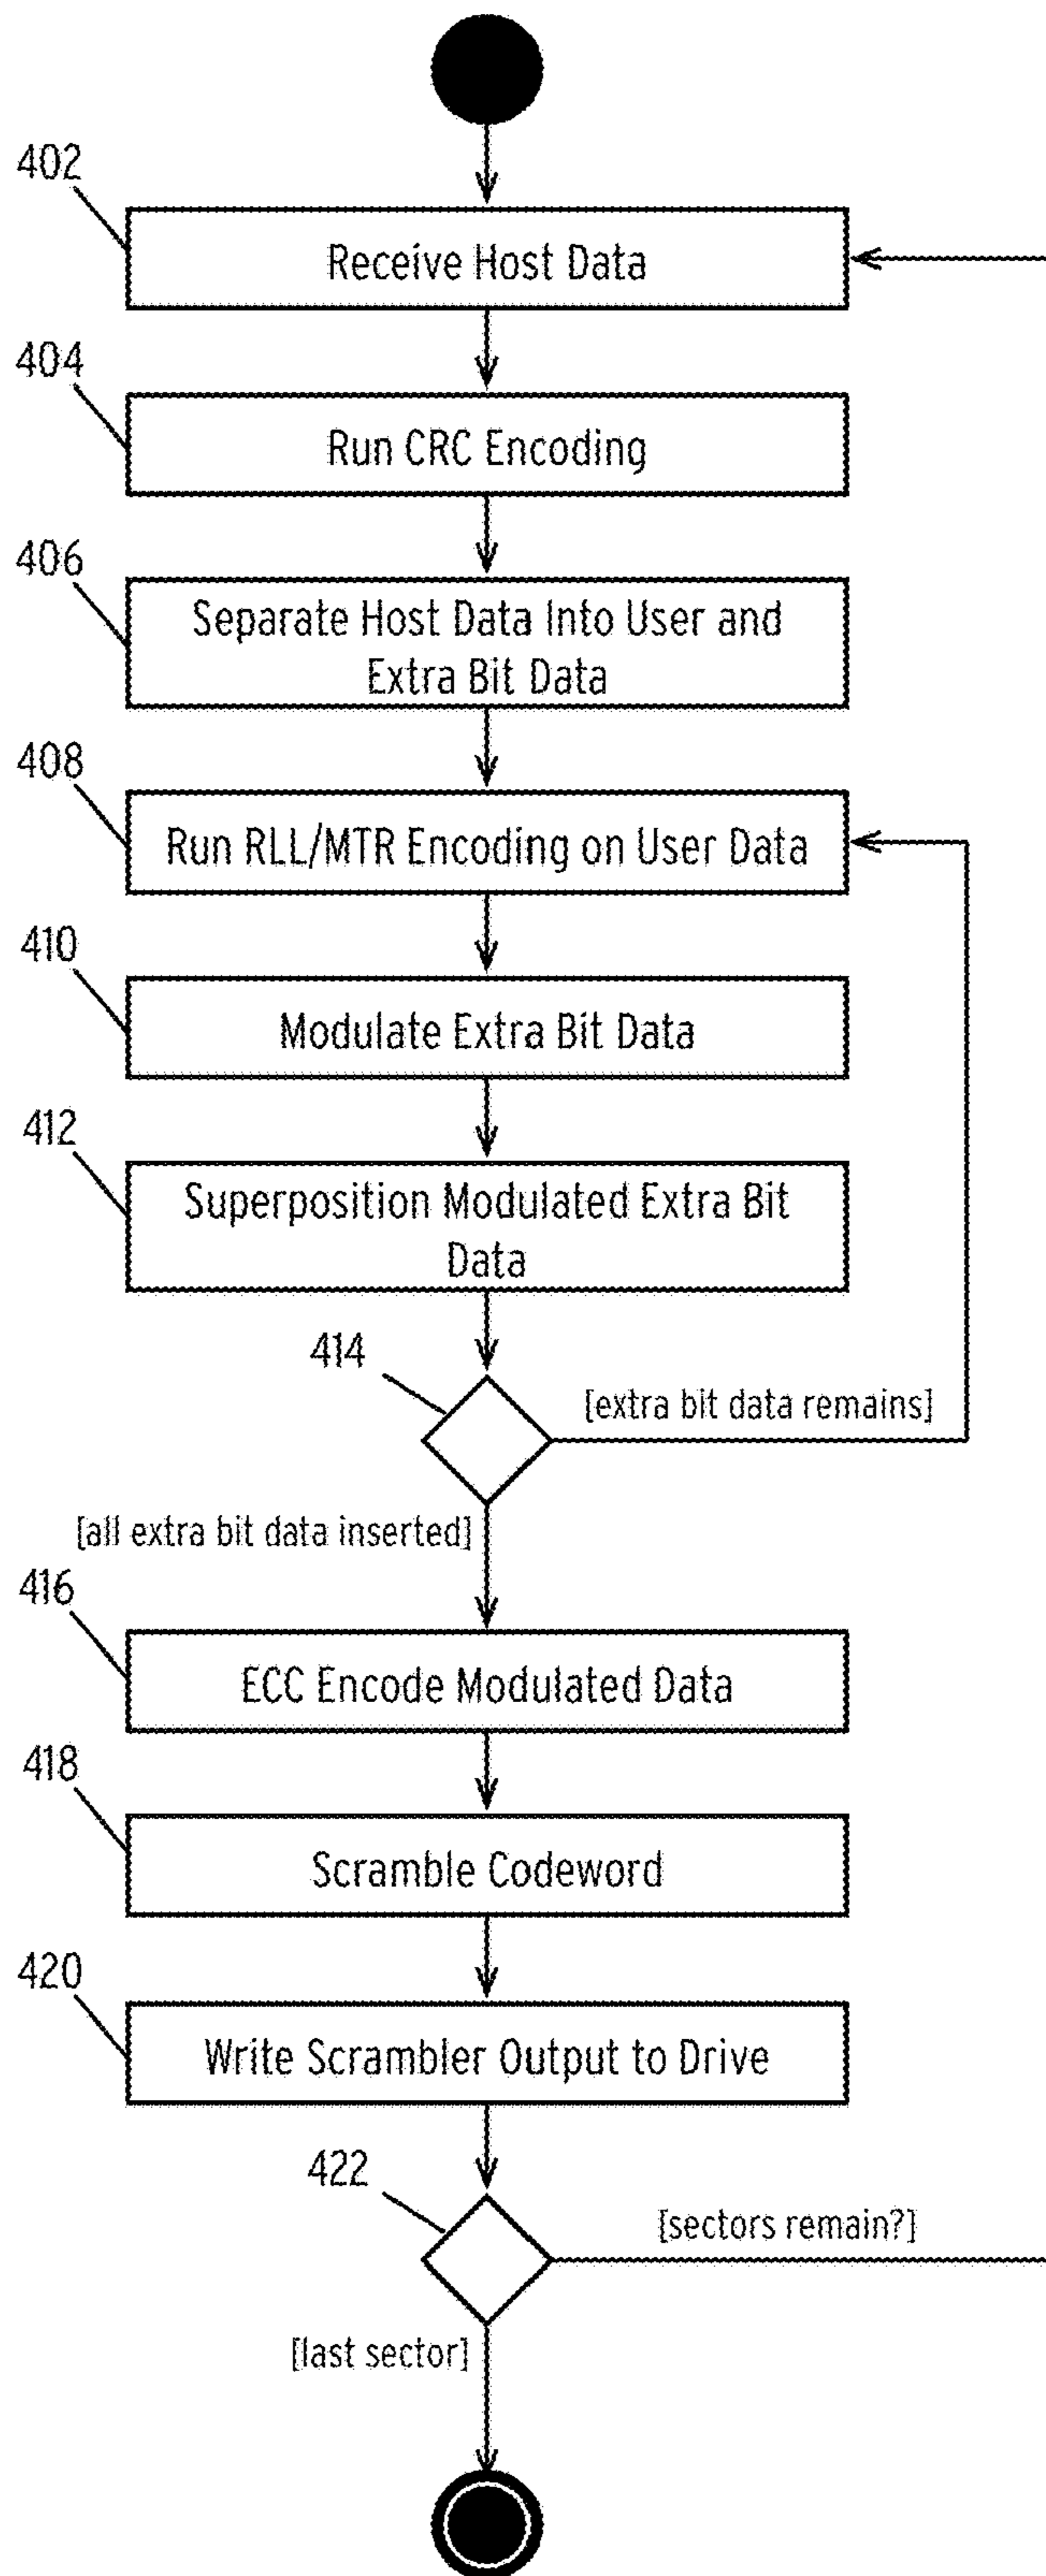 402
Receive Host Data
404
Run CRC Encoding
406
Separate Host Data Into User and
Extra Bit Data
408
Run RLL/MTR Encoding on User Data
410
Modulate Extra Bit Data
412
Superposition Modulated Extra Bit
Data
414
[extra bit data remains]
[all extra bit data inserted]
416
ECC Encode Modulated Data
418
Scramble Codeword
420
Write Scrambler Output to Drive
422
[sectors remain?]
[last sector]